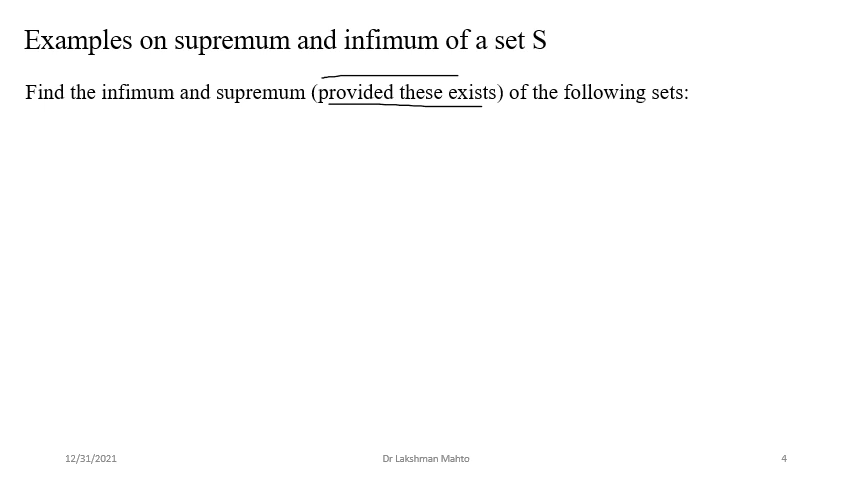 Examples on supremum and infimum of a set S
Find the infimum and supremum (provided these exists) of the following sets:
12/31/2021
Dr Lakshman Mahto
4